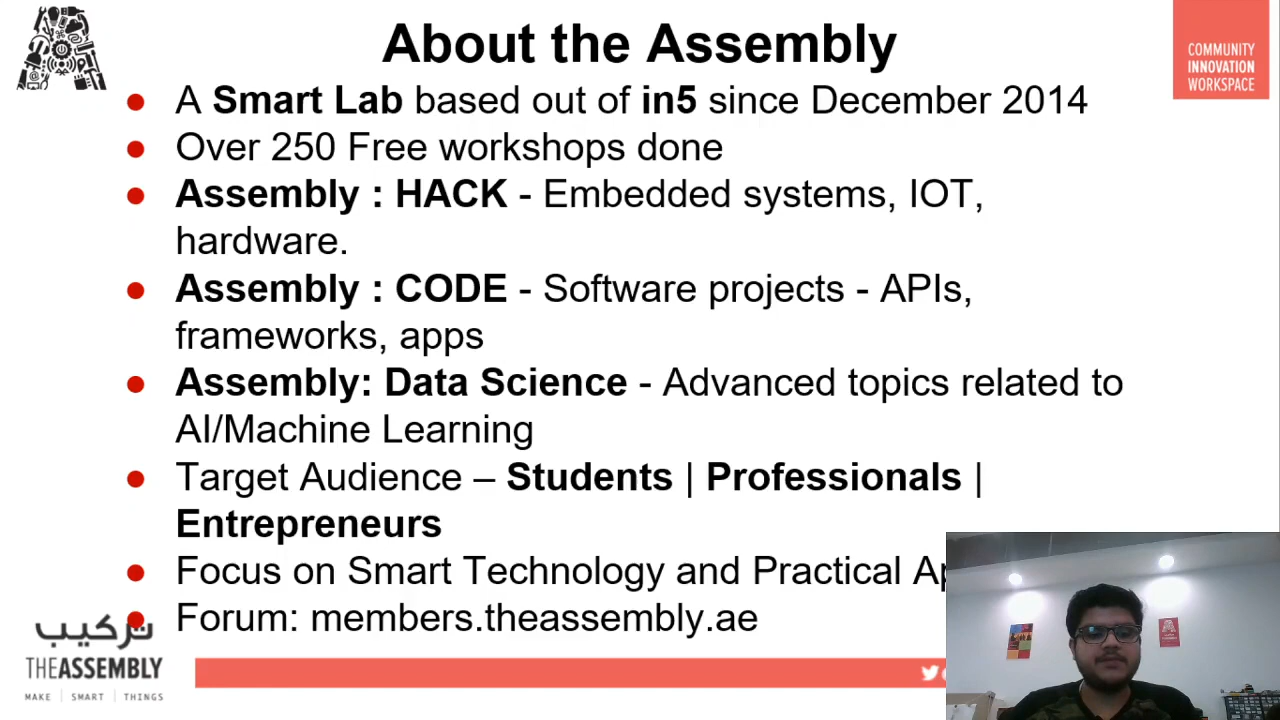 About the Assembly
COMMUNITY
INNOVATION
WORKSPACE
A Smart Lab based out of in5 since December 2014
Over 250 Free workshops done
Assembly : HACK - Embedded systems, IOT,
hardware.
Assembly : CODE - Software projects - APIs,
frameworks, apps
Assembly: Data Science - Advanced topics related to
AI/Machine Learning
Target Audience – Students | Professionals |
Entrepreneurs
Focus on Smart Technology and Practical
Forum: members.theassembly.ae
تركيب
THEASSEMBLY
MAKE | SMART | THINGS